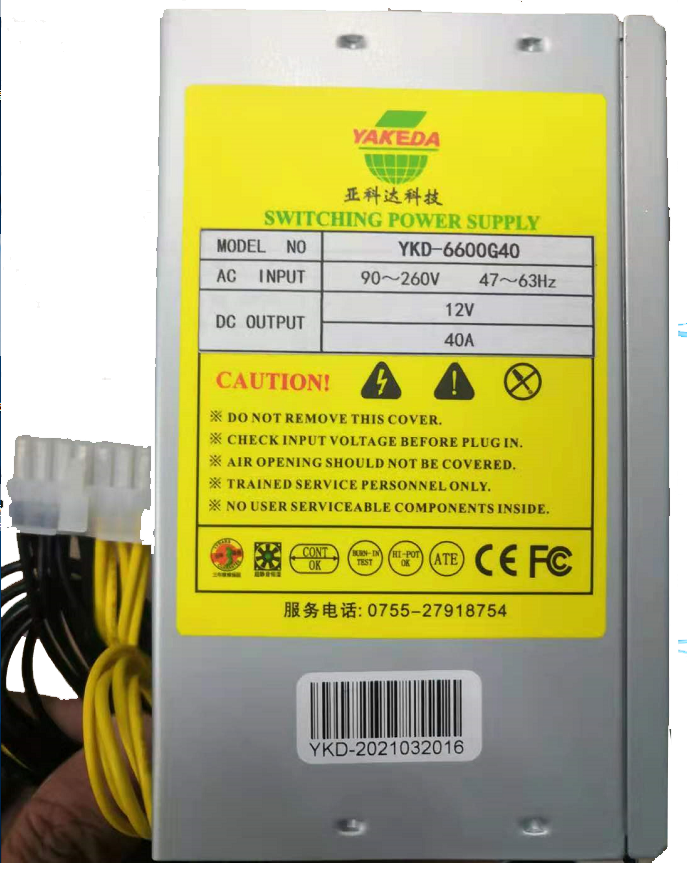 YAKEDA
亚科达科技
SWITCHING POWER SUPPLY
MODEL NO YKD-6600G40
AC INPUT 90～260V 47～63Hz
DC OUTPUT 12V
40A
CAUTION!
※ DO NOT REMOVE THIS COVER.
※ CHECK INPUT VOLTAGE BEFORE PLUG IN.
※ AIR OPENING SHOULD NOT BE COVERED.
※ TRAINED SERVICE PERSONNEL ONLY.
※ NO USER SERVICEABLE COMPONENTS INSIDE.
CONT OK
BURN-IN TEST
HI-POT OK
ATE
CE FC
服务电话: 0755-27918754
YKD-2021032016